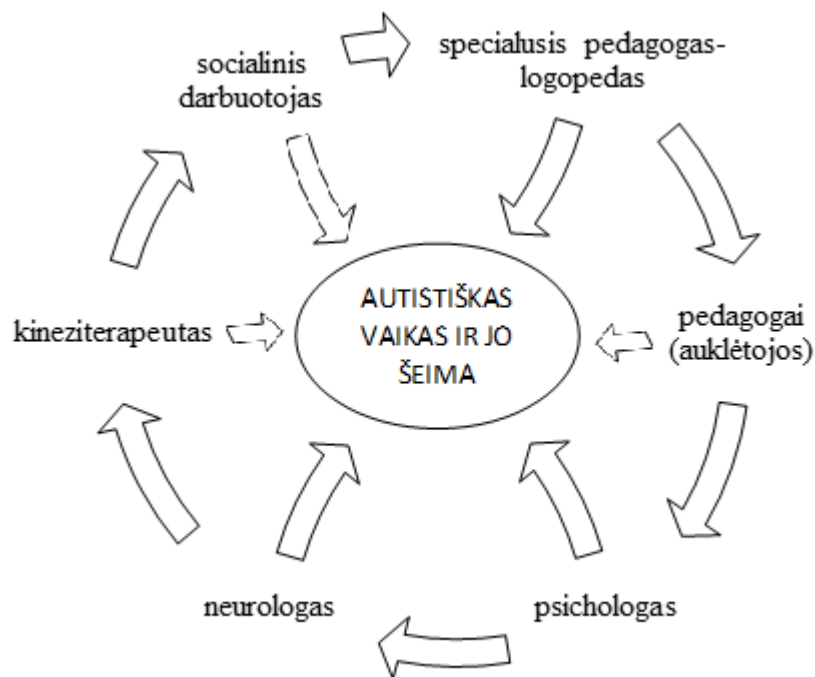 socialinis
darbuotojas
specialusis pedagogas-
logopedas
kineziterapeutas
AUTISTIŠKAS
VAIKAS IR JO
ŠEIMA
pedagogai
(auklėtojos)
neurologas
psichologas